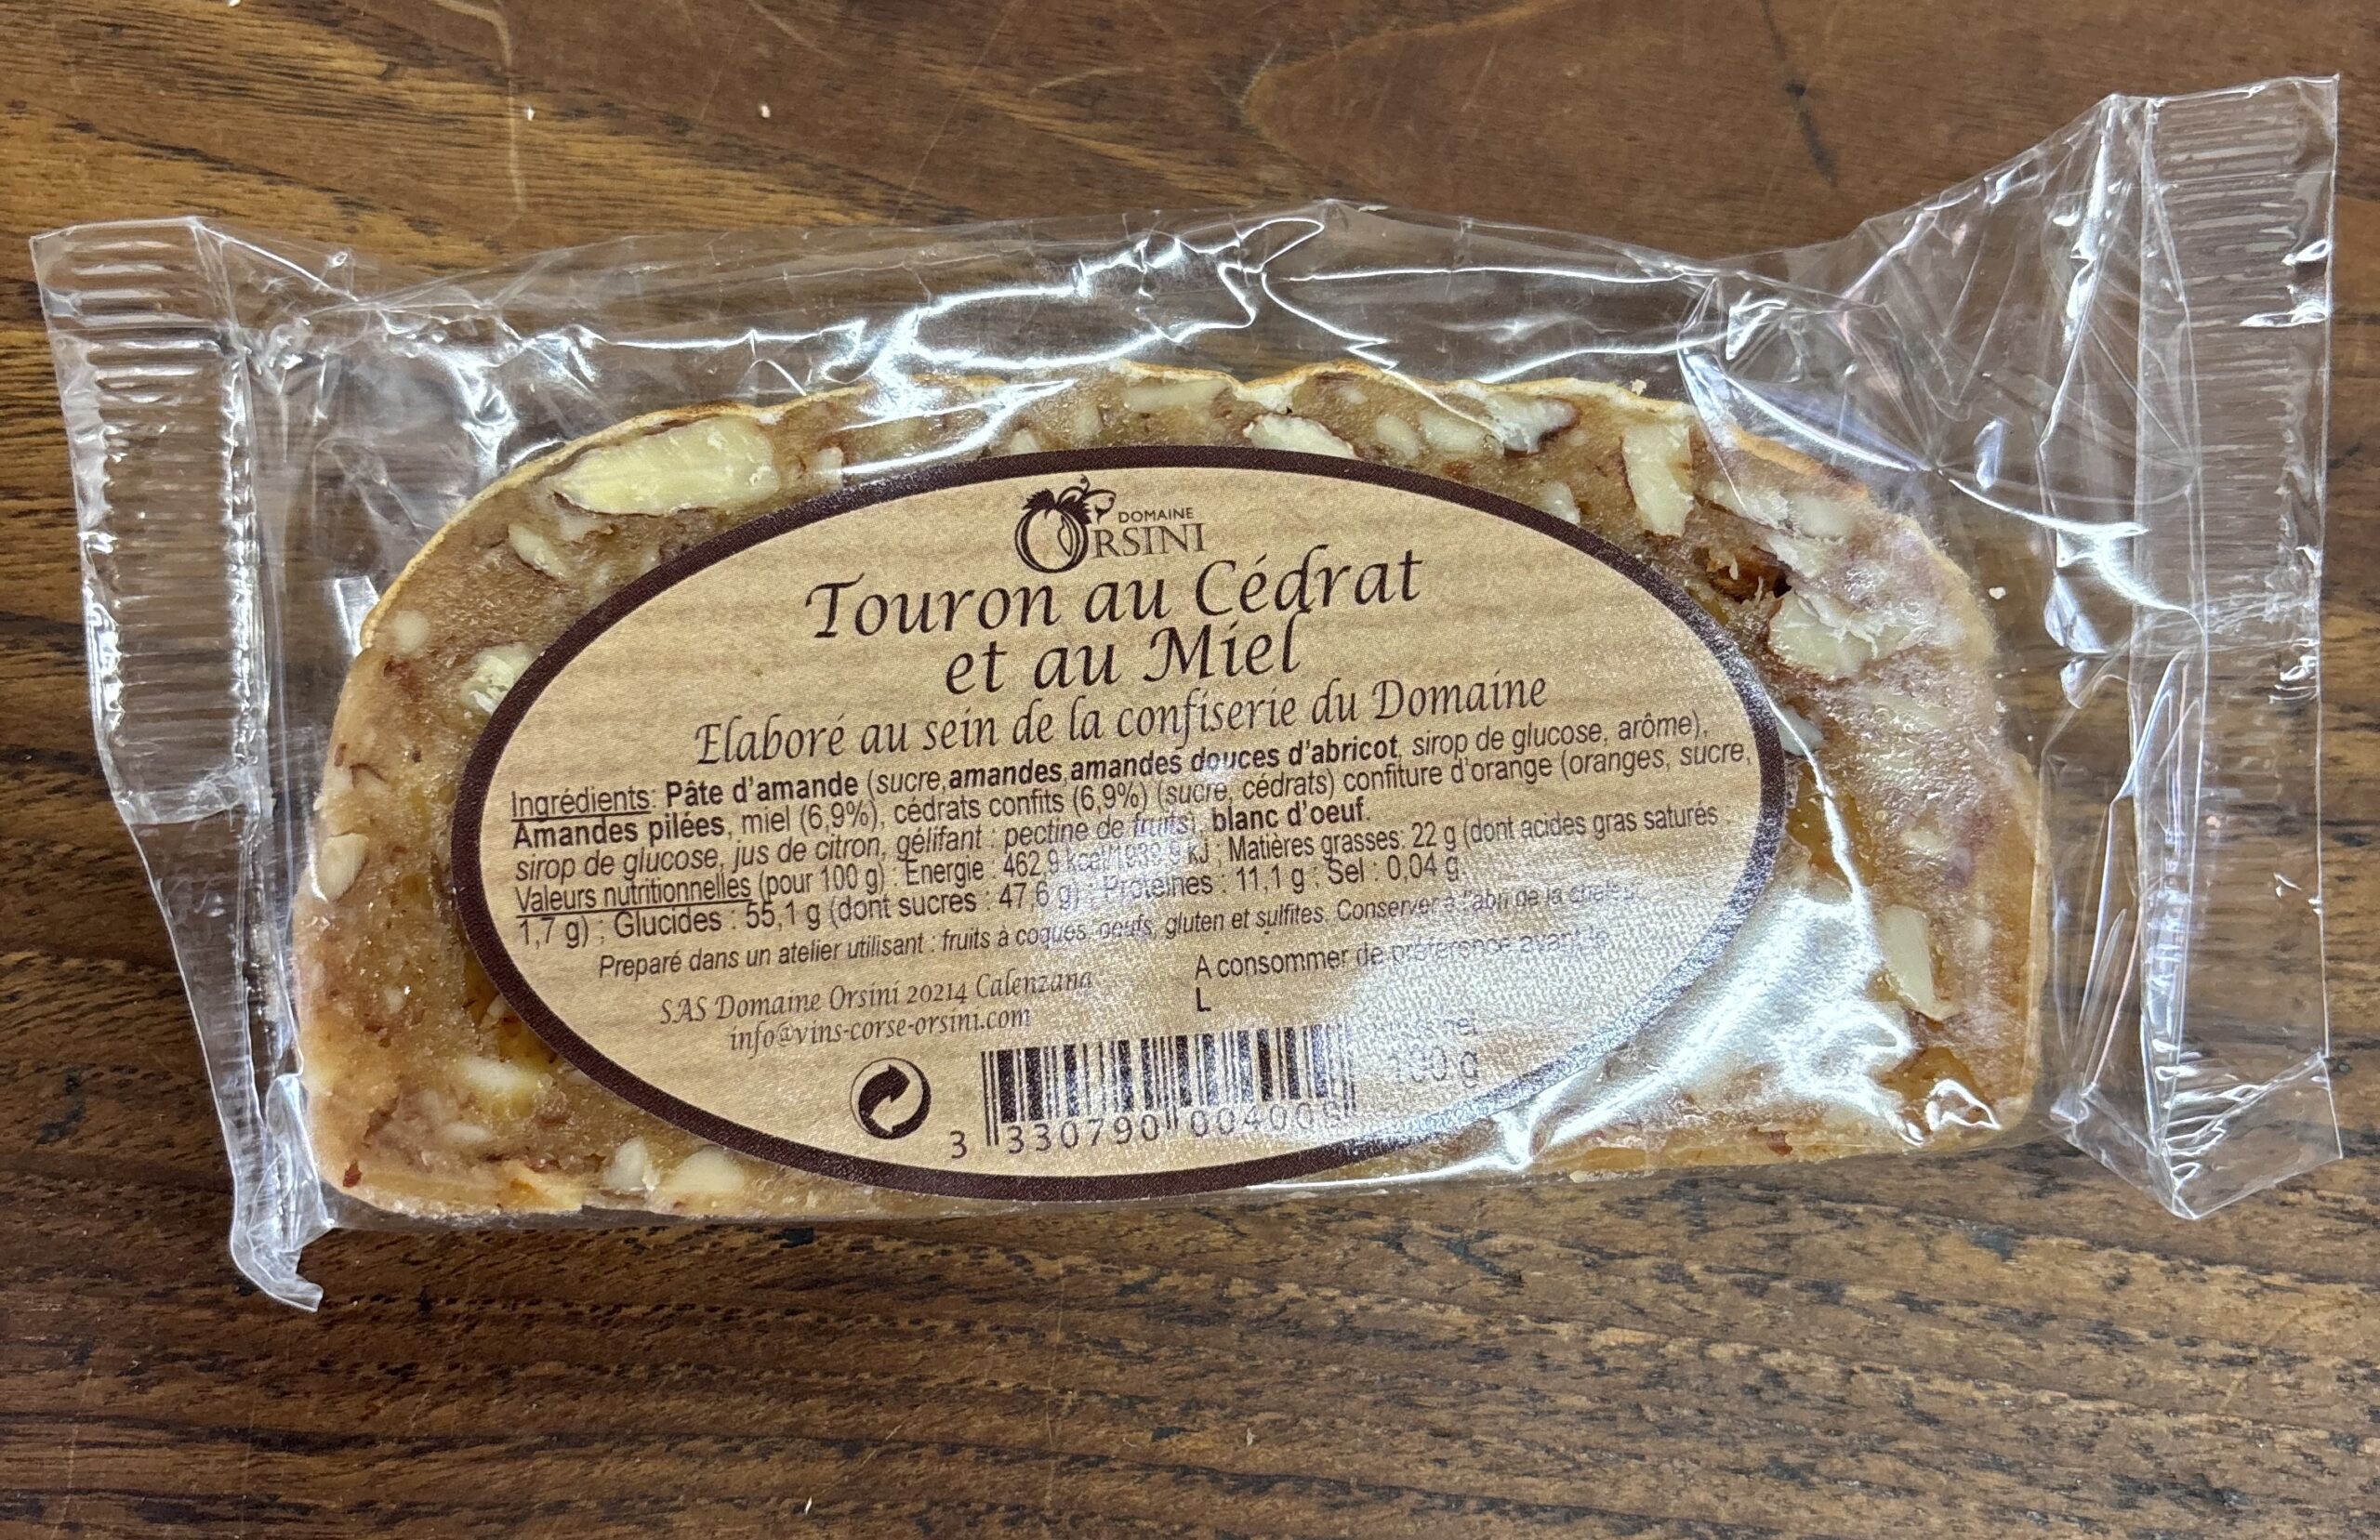 DOMAINE
ORSINI
Touron au Cédrat
et au Miel
Elaboré au sein de la confiserie du Domaine
Ingrédients: Pâte d'amande (sucre,amandes,amandes douces d'abricot, sirop de glucose, arôme),
Amandes pilées, miel (6,9%), cédrats confits (6,9%) (sucre, cédrats) confiture d'orange (oranges, sucre,
sirop de glucose, jus de citron, gélifant : pectine de fruits), blanc d'oeuf.
Valeurs nutritionnelles (pour 100 g) : Energie : 462,9 kcal/1939,9 kJ ; Matières grasses: 22 g (dont acides gras saturés :
1,7 g) ; Glucides : 55,1 g (dont sucres : 47,6 g) ; Protéines : 11,1 g ; Sel : 0,04 g.
Preparé dans un atelier utilisant : fruits à coques, oeufs, gluten et sulfites. Conserver à l'abri de la chaleur.
SAS Domaine Orsini 20214 Calenzana
info@vins-corse-orsini.com
A consommer de préférence avant le
L
Poids net
100 g
3 330790 00400